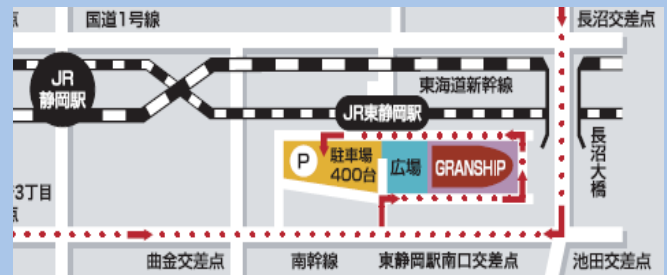 点
国道1号線
長沼交差点
JR
静岡駅
東海道新幹線
JR東静岡駅
P
駐車場
400台
広場
GRANSHIP
長沼大橋
3丁目
点
曲金交差点
南幹線
東静岡駅南口交差点
池田交差点